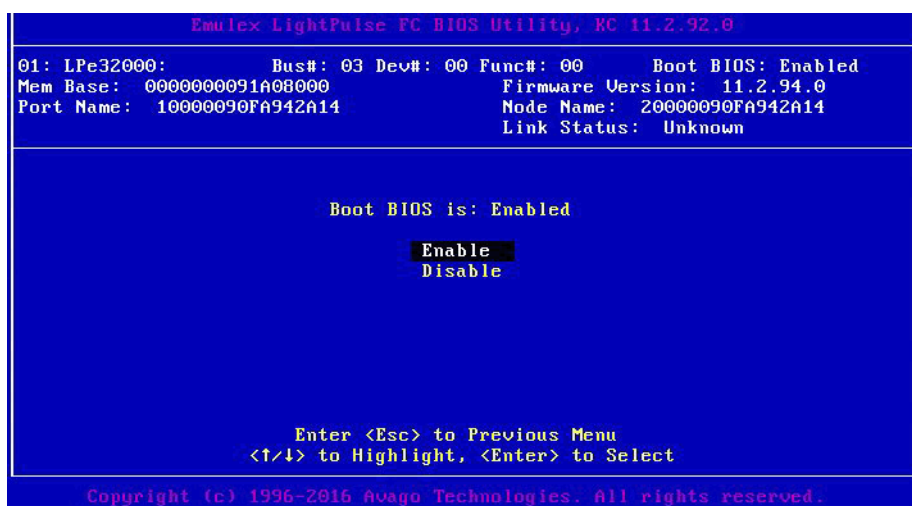 Emulex LightPulse FC BIOS Utility, KC 11.2.92.0
01: LPe32000: Bus#: 03 Dev#: 00 Func#: 00 Boot BIOS: Enabled
Mem Base: 0000000091A08000 Firmware Version: 11.2.94.0
Port Name: 10000090FA942A14 Node Name: 20000090FA942A14
Link Status: Unknown
Boot BIOS is: Enabled
Enable
Disable
Enter <Esc> to Previous Menu
<↑/↓> to Highlight, <Enter> to Select
Copyright (c) 1996-2016 Avago Technologies. All rights reserved.